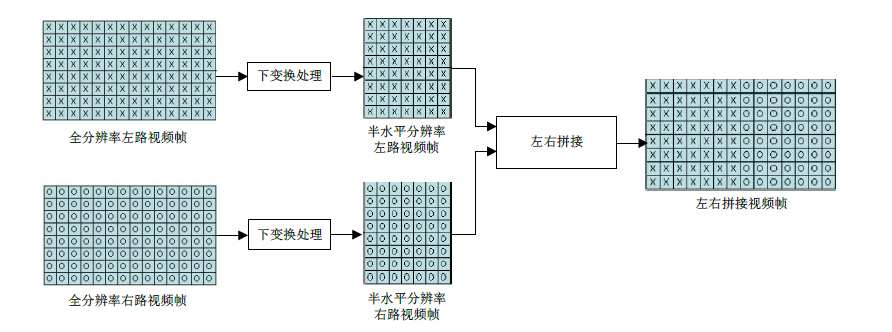 下变换处理
全分辨率左路视频帧
半水平分辨率
左路视频帧
左右拼接
左右拼接视频帧
下变换处理
全分辨率右路视频帧
半水平分辨率
右路视频帧